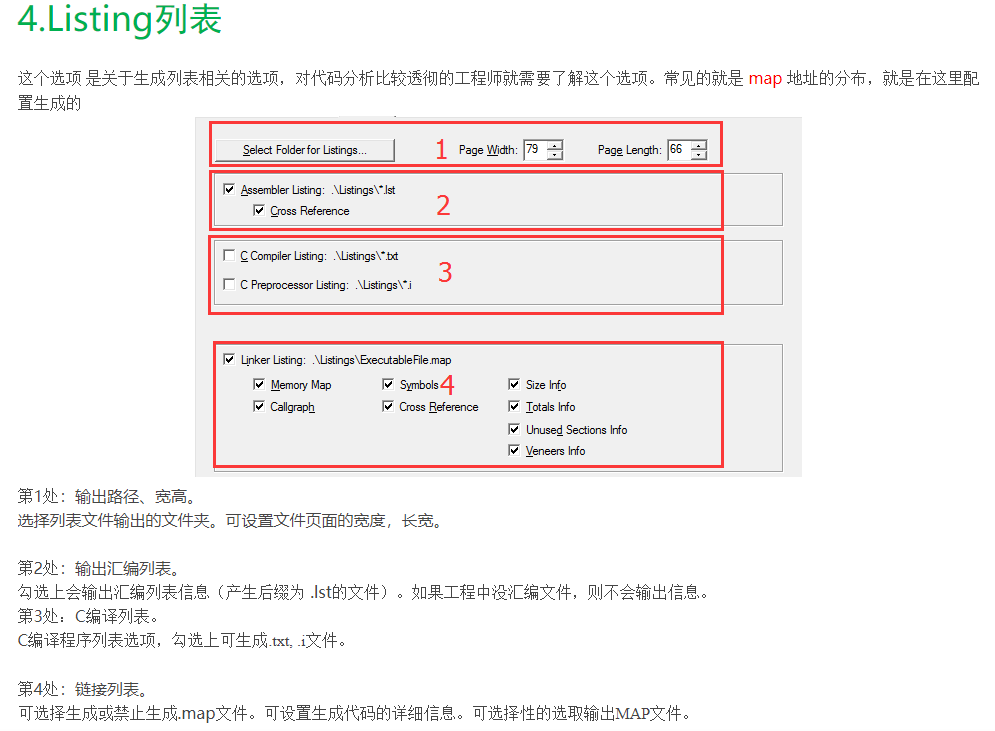 4.Listing列表
这个选项 是关于生成列表相关的选项，对代码分析比较透彻的工程师就需要了解这个选项。常见的就是 map 地址的分布，就是在这里配
置生成的
Select Folder for Listings... 1 Page Width: 79 Page Length: 66
Assembler Listing: .\Listings\*.lst
Cross Reference
2
C Compiler Listing: .\Listings\*.txt
3
C Preprocessor Listing: .\Listings\*.i
Linker Listing: .\Listings\ExecutableFile.map
Memory Map Symbols 4 Size Info
Callgraph Cross Reference Totals Info
Unused Sections Info
Veneers Info
第1处：输出路径、宽高。
选择列表文件输出的文件夹。可设置文件页面的宽度，长宽。
第2处：输出汇编列表。
勾选上会输出汇编列表信息（产生后缀为 .lst的文件）。如果工程中没汇编文件，则不会输出信息。
第3处：C编译列表。
C编译程序列表选项，勾选上可生成.txt, .i文件。
第4处：链接列表。
可选择生成或禁止生成.map文件。可设置生成代码的详细信息。可选择性的选取输出MAP文件。